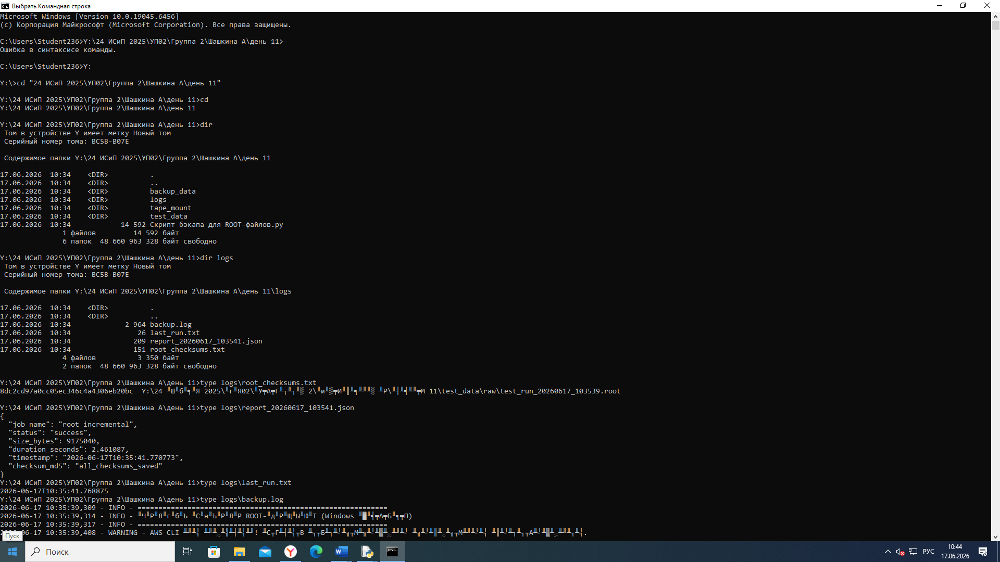 Выбрать Командная строка
Microsoft Windows [Version 10.0.19045.6456]
(c) Корпорация Майкрософт (Microsoft Corporation). Все права защищены.
C:\Users\Student236>Y:\24 ИСиП 2025\УП02\Группа 2\Шашкина А\день 11>
Ошибка в синтаксисе команды.
C:\Users\Student236>Y:
Y:\>cd "24 ИСиП 2025\УП02\Группа 2\Шашкина А\день 11"
Y:\24 ИСиП 2025\УП02\Группа 2\Шашкина А\день 11>cd
Y:\24 ИСиП 2025\УП02\Группа 2\Шашкина А\день 11
Y:\24 ИСиП 2025\УП02\Группа 2\Шашкина А\день 11>dir
Том в устройстве Y имеет метку Новый том
Серийный номер тома: BC5B-B07E
Содержимое папки Y:\24 ИСиП 2025\УП02\Группа 2\Шашкина А\день 11
17.06.2026  10:34    <DIR>          .
17.06.2026  10:34    <DIR>          ..
17.06.2026  10:34    <DIR>          backup_data
17.06.2026  10:34    <DIR>          logs
17.06.2026  10:34    <DIR>          tape_mount
17.06.2026  10:34    <DIR>          test_data
17.06.2026  10:34            14 592 Скрипт бэкапа для ROOT-файлов.py
1 файлов         14 592 байт
6 папок  48 660 963 328 байт свободно
Y:\24 ИСиП 2025\УП02\Группа 2\Шашкина А\день 11>dir logs
Том в устройстве Y имеет метку Новый том
Серийный номер тома: BC5B-B07E
Содержимое папки Y:\24 ИСиП 2025\УП02\Группа 2\Шашкина А\день 11\logs
17.06.2026  10:34    <DIR>          .
17.06.2026  10:34    <DIR>          ..
17.06.2026  10:34             2 964 backup.log
17.06.2026  10:34                26 last_run.txt
17.06.2026  10:34               209 report_20260617_103541.json
17.06.2026  10:34               151 root_checksums.txt
4 файлов          3 350 байт
2 папок  48 660 963 328 байт свободно
Y:\24 ИСиП 2025\УП02\Группа 2\Шашкина А\день 11>type logs\root_checksums.txt
8dc2cd97a0cc05ec346c4a4306eb20bc  Y:\24 2025\ 2\ 11\test_data\raw\test_run_20260617_103539.root
Y:\24 ИСиП 2025\УП02\Группа 2\Шашкина А\день 11>type logs\report_20260617_103541.json
{
"job_name": "root_incremental",
"status": "success",
"size_bytes": 9175040,
"duration_seconds": 2.461087,
"timestamp": "2026-06-17T10:35:41.770773",
"checksum_md5": "all_checksums_saved"
}
Y:\24 ИСиП 2025\УП02\Группа 2\Шашкина А\день 11>type logs\last_run.txt
2026-06-17T10:35:41.768875
Y:\24 ИСиП 2025\УП02\Группа 2\Шашкина А\день 11>type logs\backup.log
2026-06-17 10:35:39,309 - INFO - ============================================================
2026-06-17 10:35:39,314 - INFO - ROOT- (Windows
2026-06-17 10:35:39,317 - INFO - ============================================================
06-17 10:35:39,408 - WARNING - AWS CLI
Пуск
Поиск
РУС
10:44
17.06.2026